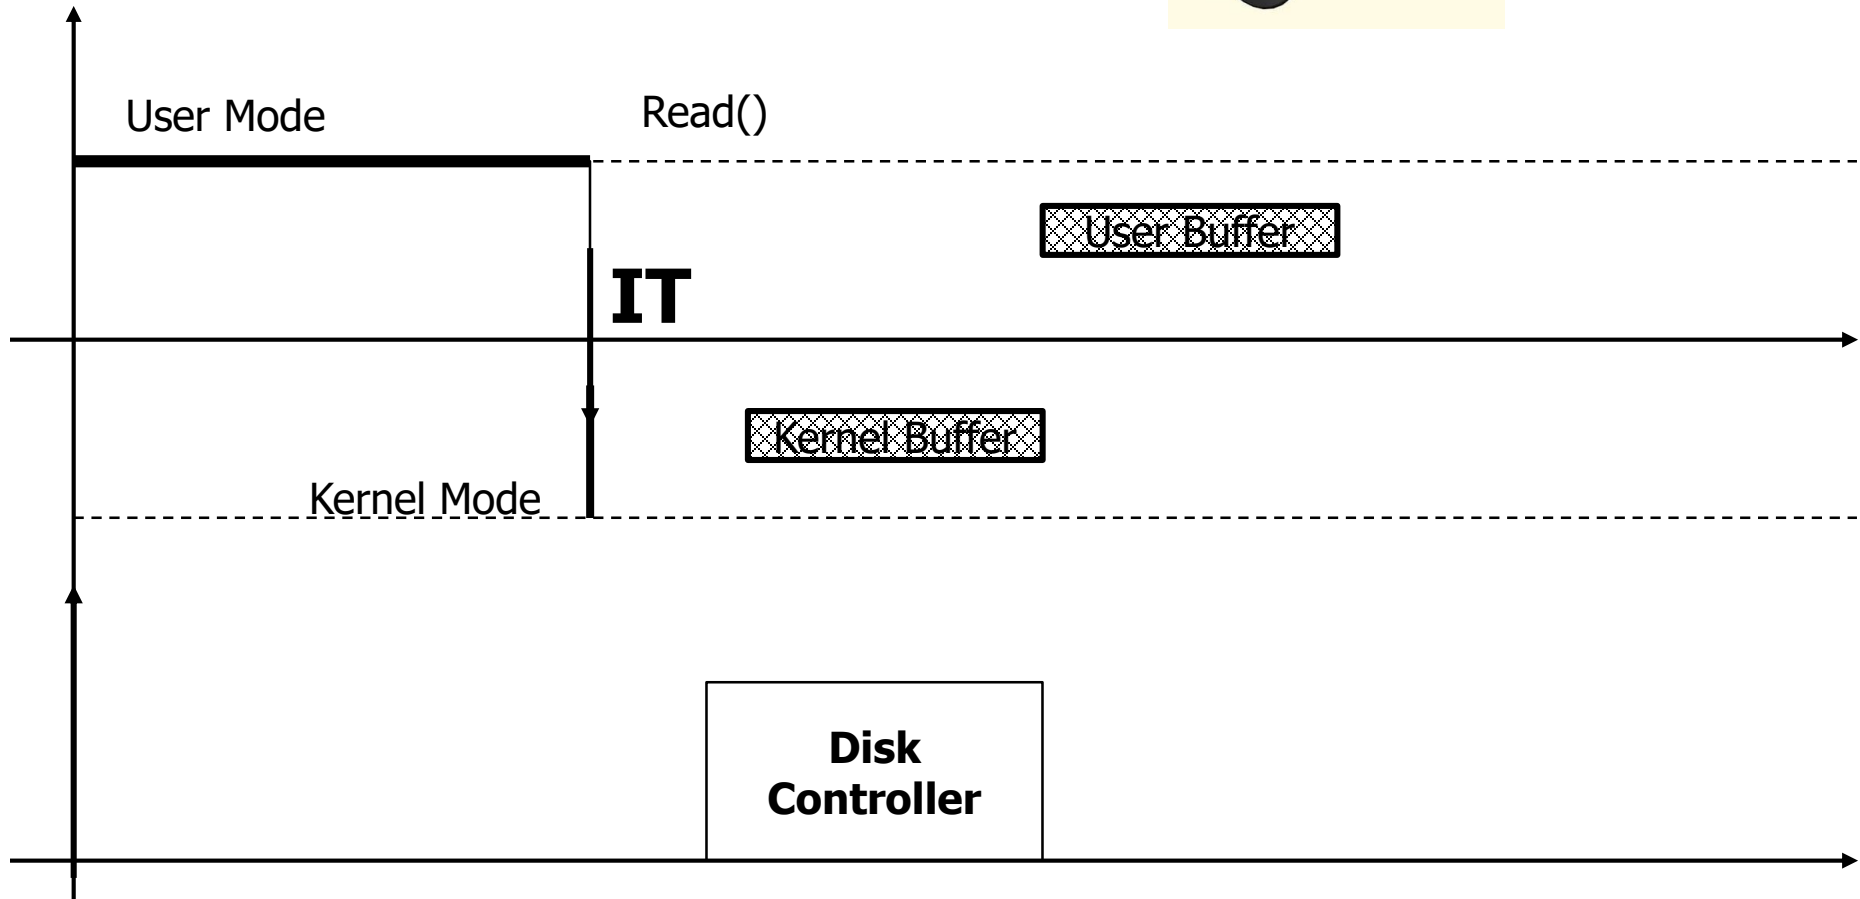 User Mode
Read()
User Buffer
IT
Kernel Buffer
Kernel Mode
Disk
Controller